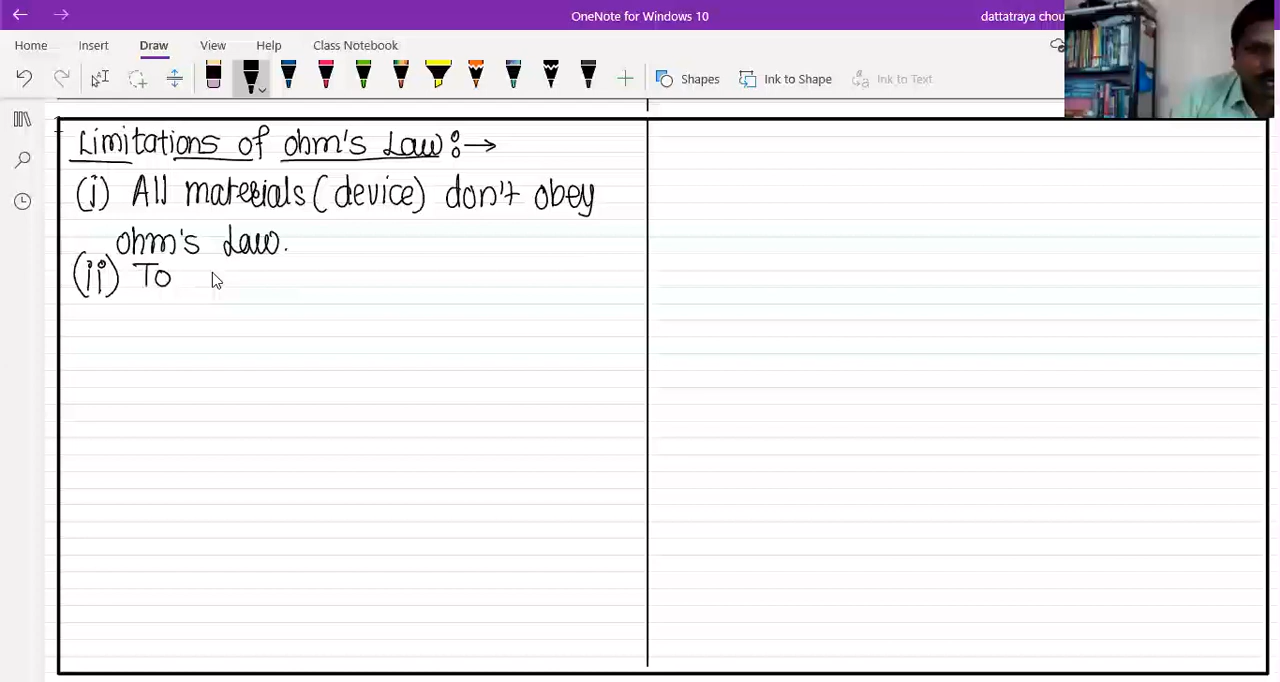 OneNote for Windows 10
dattatraya chou
Home Insert Draw View Help Class Notebook
Shapes Ink to Shape Ink to Text
Limitations of ohm's Law :→
(i) All materials (device) don't obey
ohm's Law.
(ii) To